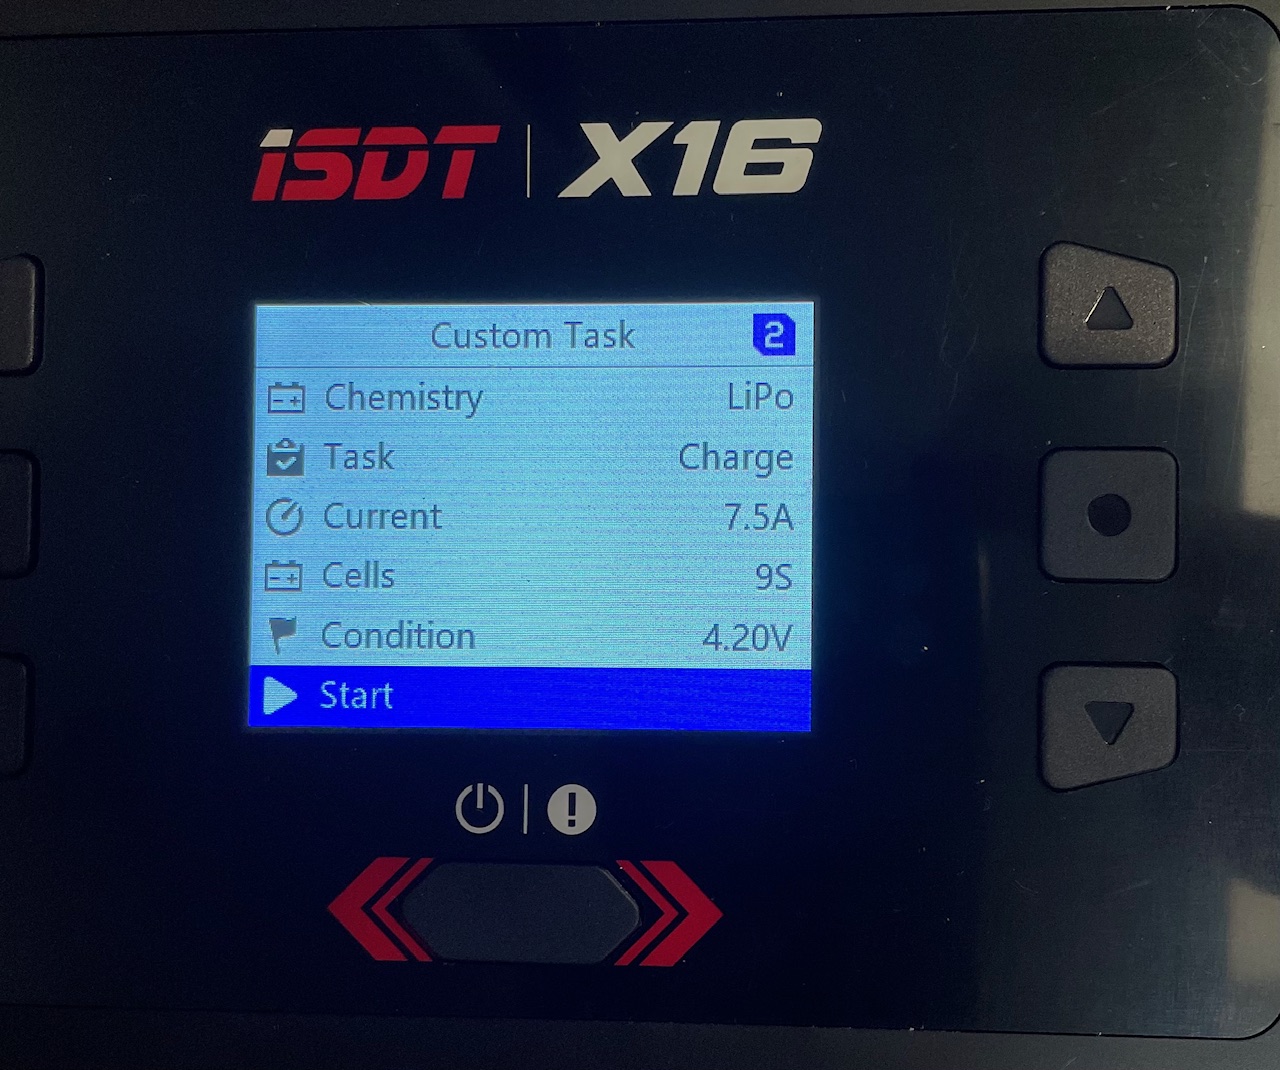 iSDT | X16
Custom Task 2
Chemistry LiPo
Task Charge
Current 7.5A
Cells 9S
Condition 4.20V
Start